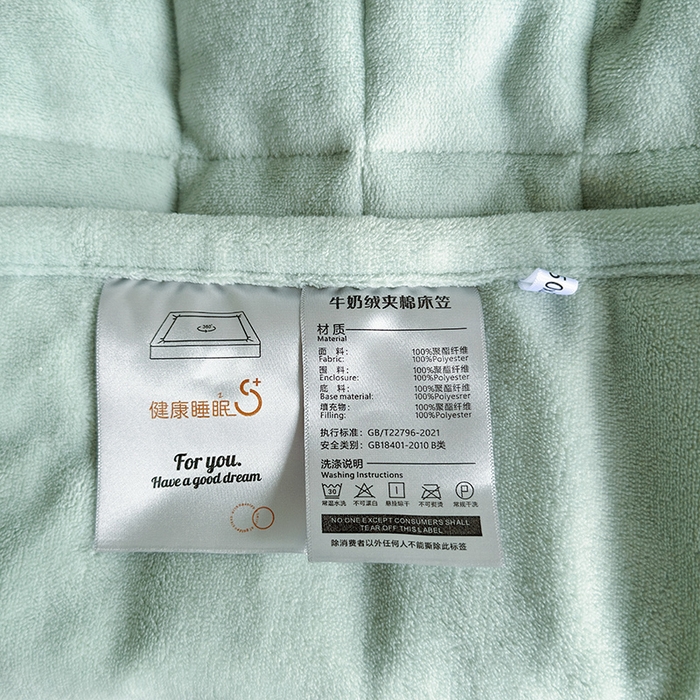 360°
健康睡眠
S+
For you.
Have a good dream
牛奶绒夹棉床笠
材质
Material
面 料: 100%聚酯纤维
Fabric: 100%Polyester
围 料: 100%聚酯纤维
Enclosure: 100%Polyester
底 料: 100%聚酯纤维
Base material: 100%Polyesrer
填充物: 100%聚酯纤维
Filling: 100%Polyesrer
执行标准: GB/T22796-2021
安全类别: GB18401-2010 B类
洗涤说明
Washing Instructions
30
P
常温水洗 不可漂白 悬挂晾干 不可熨烫 常规干洗
NO ONE EXCEPT CONSUMERS SHALL
TEAR OFF THIS LABEL
除消费者以外任何人不能撕除此标签